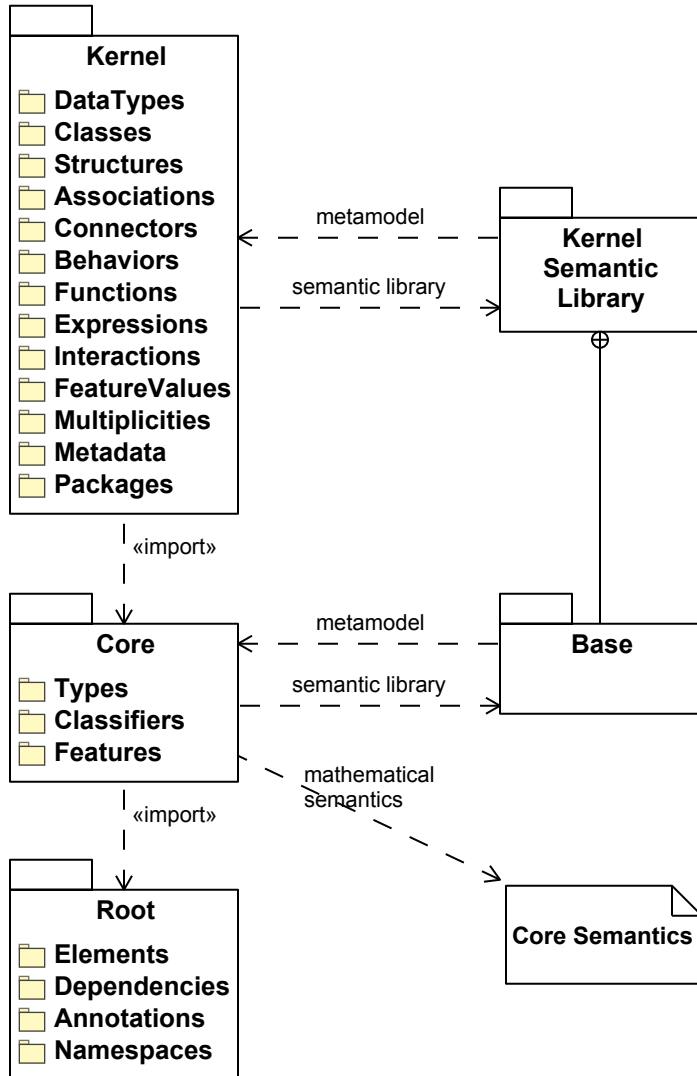 Kernel
DataTypes
Classes
Structures
Associations
Connectors
Behaviors
Functions
Expressions
Interactions
FeatureValues
Multiplicities
Metadata
Packages
metamodel
semantic library
Kernel
Semantic
Library
«import»
Core
Types
Classifiers
Features
metamodel
semantic library
Base
mathematical
semantics
«import»
Root
Elements
Dependencies
Annotations
Namespaces
Core Semantics